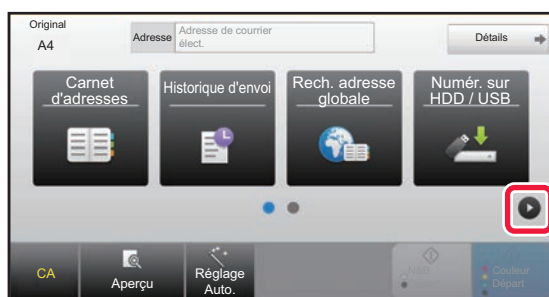 Original
A4
Adresse
Adresse de courrier
élect.
Détails
Carnet
d'adresses
Historique d'envoi
Rech. adresse
globale
Numér. sur
HDD / USB
CA
Aperçu
Réglage
Auto.
N&B
Départ
Couleur
Départ